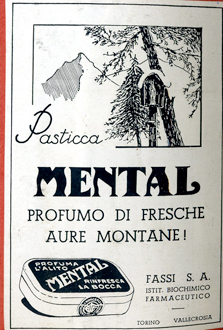 Pasticca
MENTAL
PROFUMO DI FRESCHE
AURE MONTANE!
PROFUMA
L'ALITO
MENTAL
RINFRESCA
LA BOCCA
FASSI S. A.
ISTIT. BIOCHIMICO
FARMACEUTICO
TORINO VALLECROSIA